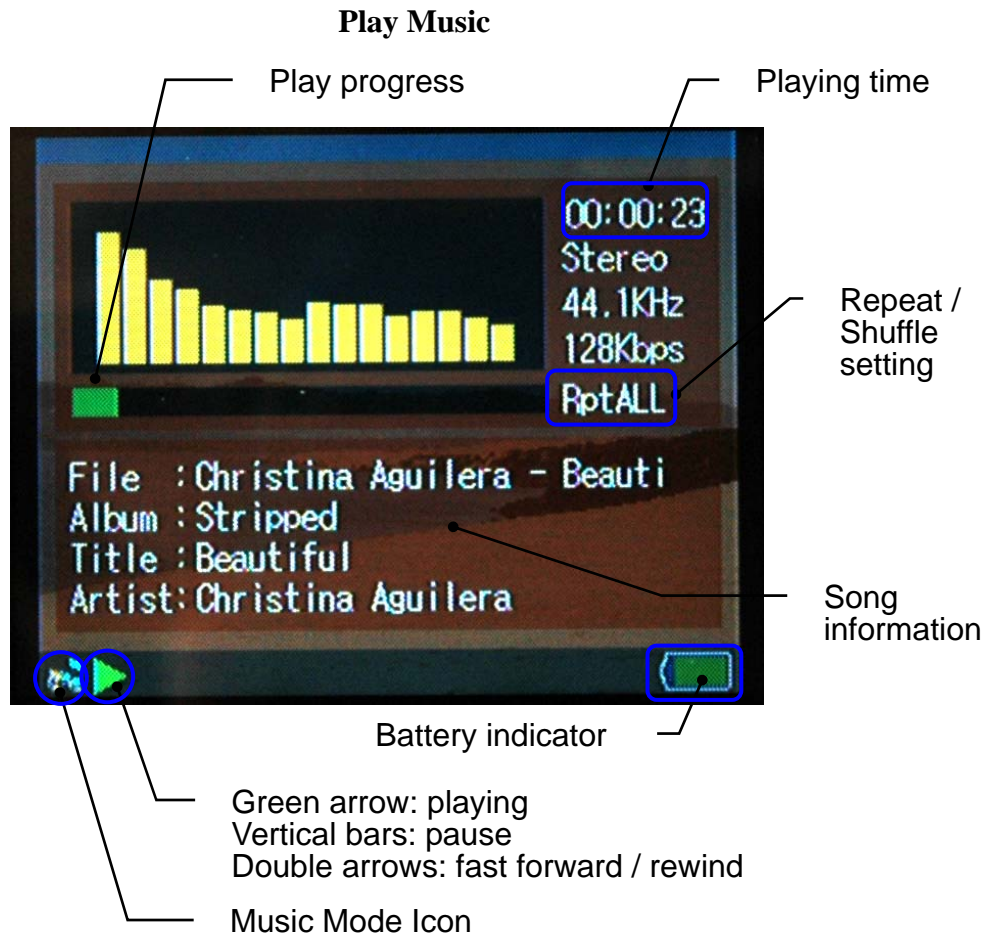 Play Music
Play progress
Playing time
00:00:23
Stereo
44.1KHz
128Kbps
RptALL
Repeat /
Shuffle
setting
File :Christina Aguilera - Beauti
Album :Stripped
Title :Beautiful
Artist:Christina Aguilera
Song
information
Battery indicator
Green arrow: playing
Vertical bars: pause
Double arrows: fast forward / rewind
Music Mode Icon